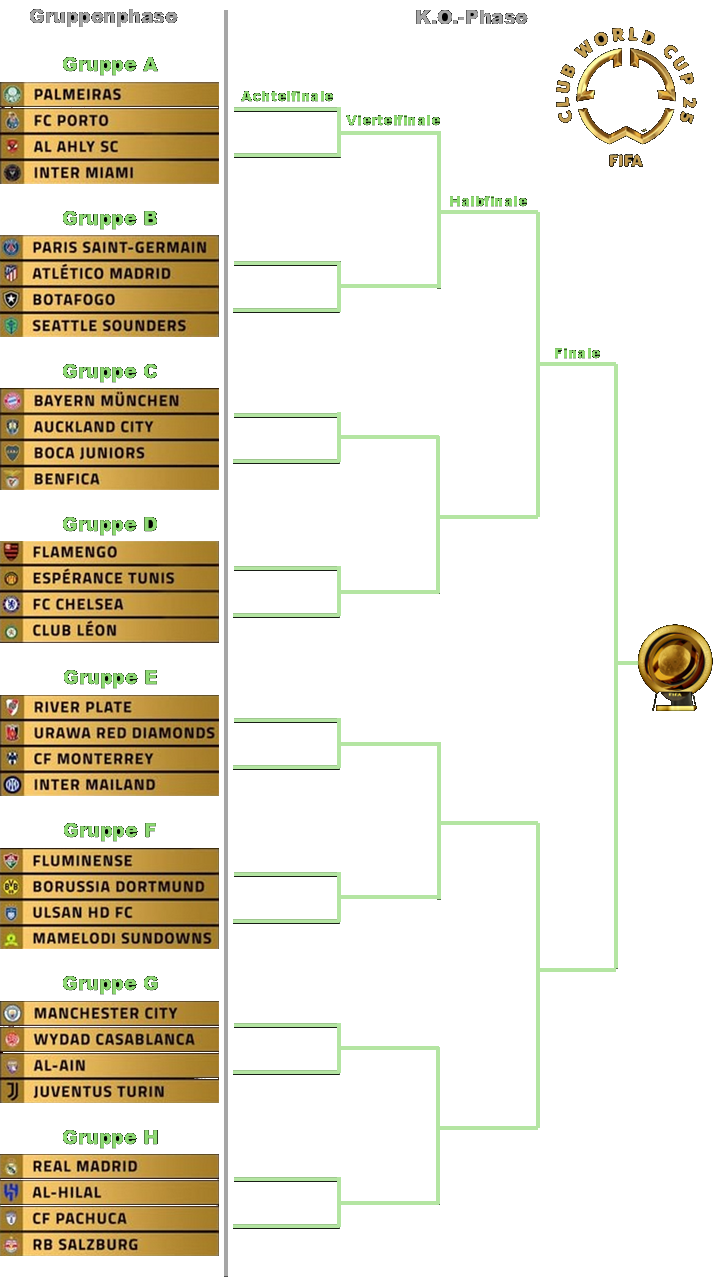 Gruppenphase
K.O.-Phase
CLUB WORLD CUP 25
FIFA
Gruppe A
PALMEIRAS
FC PORTO
AL AHLY SC
INTER MIAMI
Achtelfinale
Viertelfinale
Halbfinale
Finale
Gruppe B
PARIS SAINT-GERMAIN
ATLÉTICO MADRID
BOTAFOGO
SEATTLE SOUNDERS
Gruppe C
BAYERN MÜNCHEN
AUCKLAND CITY
BOCA JUNIORS
BENFICA
Gruppe D
FLAMENGO
ESPÉRANCE TUNIS
FC CHELSEA
CLUB LÉON
Gruppe E
RIVER PLATE
URAWA RED DIAMONDS
CF MONTERREY
INTER MAILAND
FIFA
Gruppe F
FLUMINENSE
BORUSSIA DORTMUND
ULSAN HD FC
MAMELODI SUNDOWNS
Gruppe G
MANCHESTER CITY
WYDAD CASABLANCA
AL-AIN
JUVENTUS TURIN
Gruppe H
REAL MADRID
AL-HILAL
CF PACHUCA
RB SALZBURG